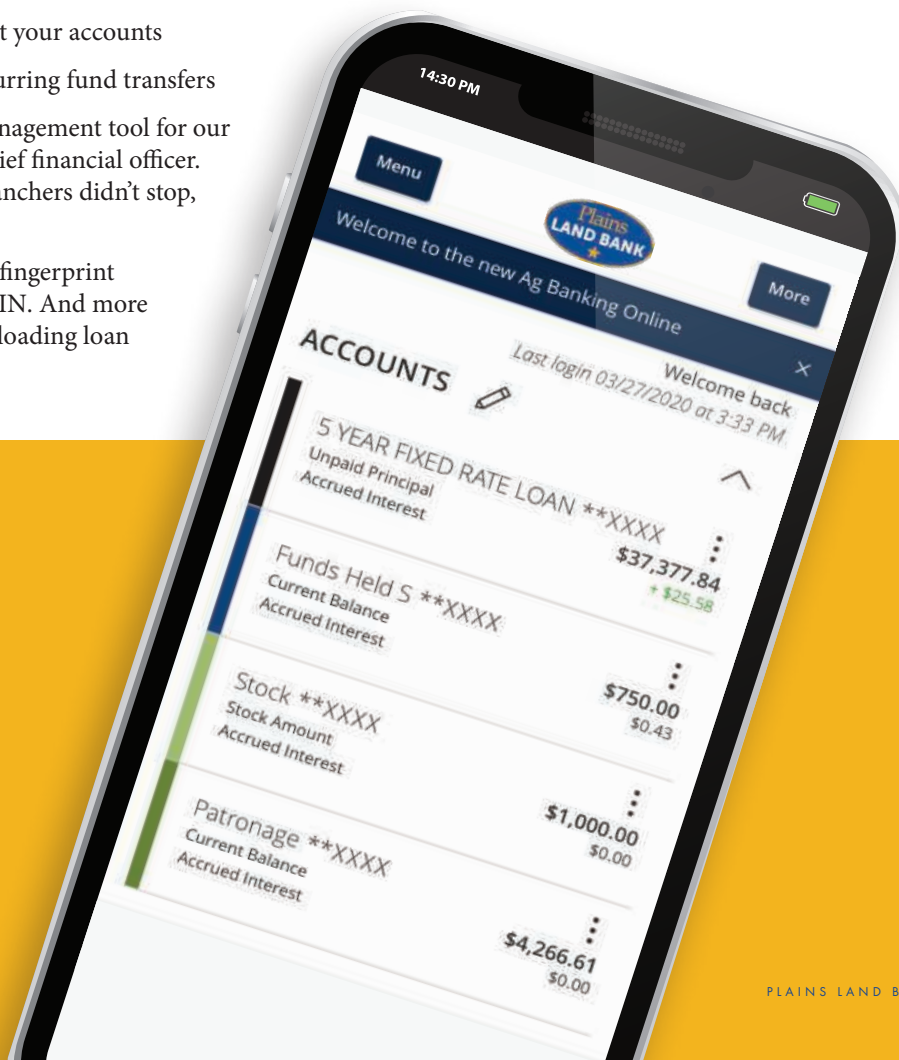 t your accounts
urring fund transfers
nagement tool for our
ief financial officer.
anchers didn’t stop,
fingerprint
IN. And more
loading loan
14:30 PM
Menu
Plains
LAND BANK
More
Welcome to the new Ag Banking Online
×
Welcome back
Last login 03/27/2020 at 3:33 PM
ACCOUNTS
5 YEAR FIXED RATE LOAN **XXXX
Unpaid Principal
$37,377.84
Accrued Interest
+ $25.58
Funds Held S **XXXX
Current Balance
$750.00
Accrued Interest
$0.43
Stock **XXXX
Stock Amount
$1,000.00
Accrued Interest
$0.00
Patronage **XXXX
Current Balance
$4,266.61
Accrued Interest
$0.00
PLAINS LAND B